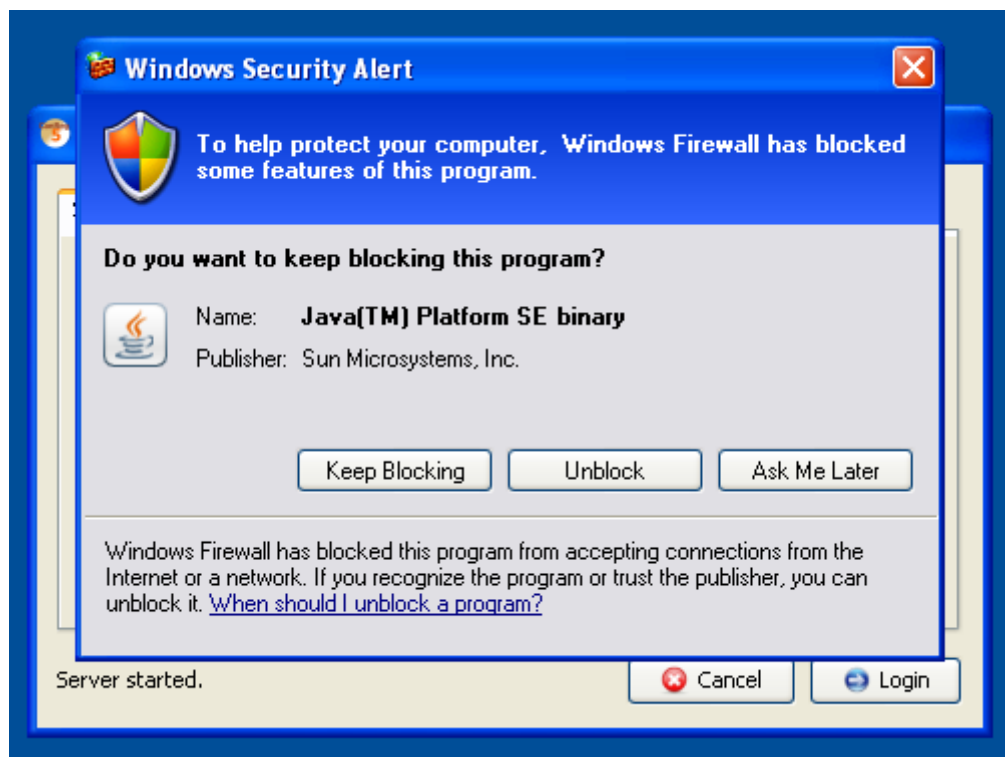 Windows Security Alert
To help protect your computer, Windows Firewall has blocked
some features of this program.
Do you want to keep blocking this program?
Name: Java(TM) Platform SE binary
Publisher: Sun Microsystems, Inc.
Keep Blocking Unblock Ask Me Later
Windows Firewall has blocked this program from accepting connections from the
Internet or a network. If you recognize the program or trust the publisher, you can
unblock it. When should I unblock a program?
Server started. Cancel Login